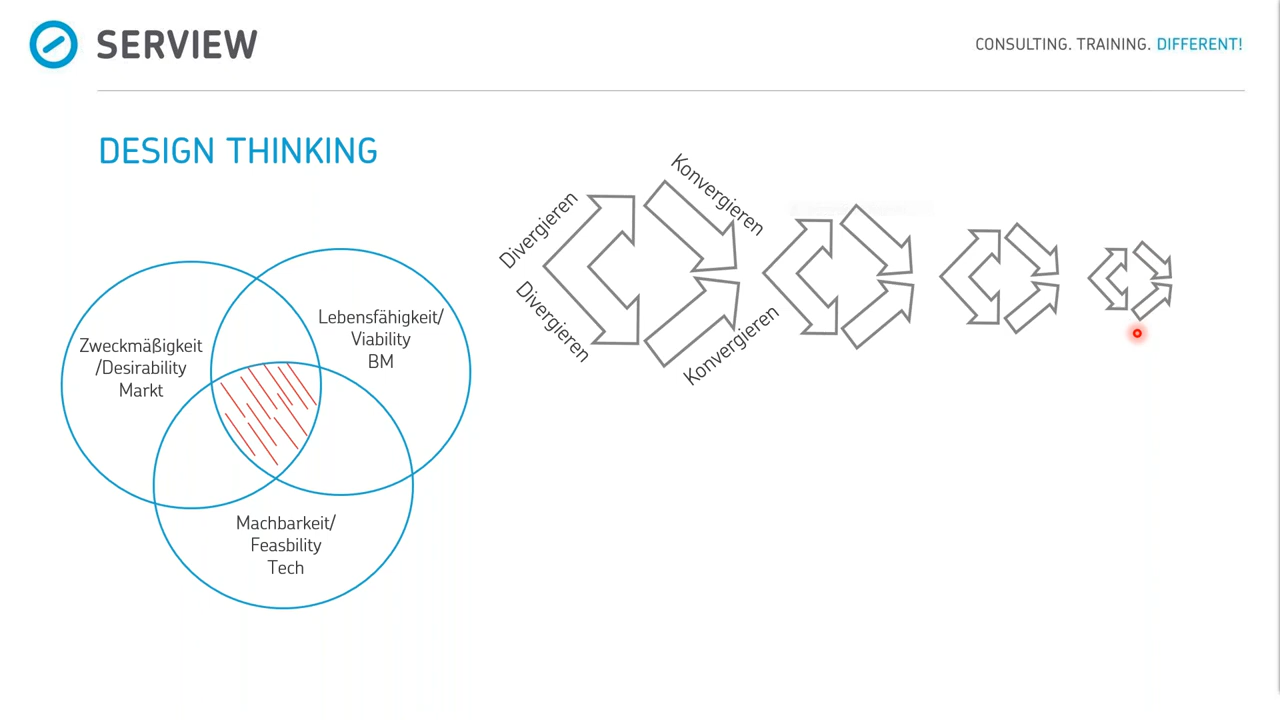 SERVIEW
CONSULTING. TRAINING. DIFFERENT!
DESIGN THINKING
Divergieren
Konvergieren
Divergieren
Konvergieren
Zweckmäßigkeit
/Desirability
Markt
Lebensfähigkeit/
Viability
BM
Machbarkeit/
Feasbility
Tech